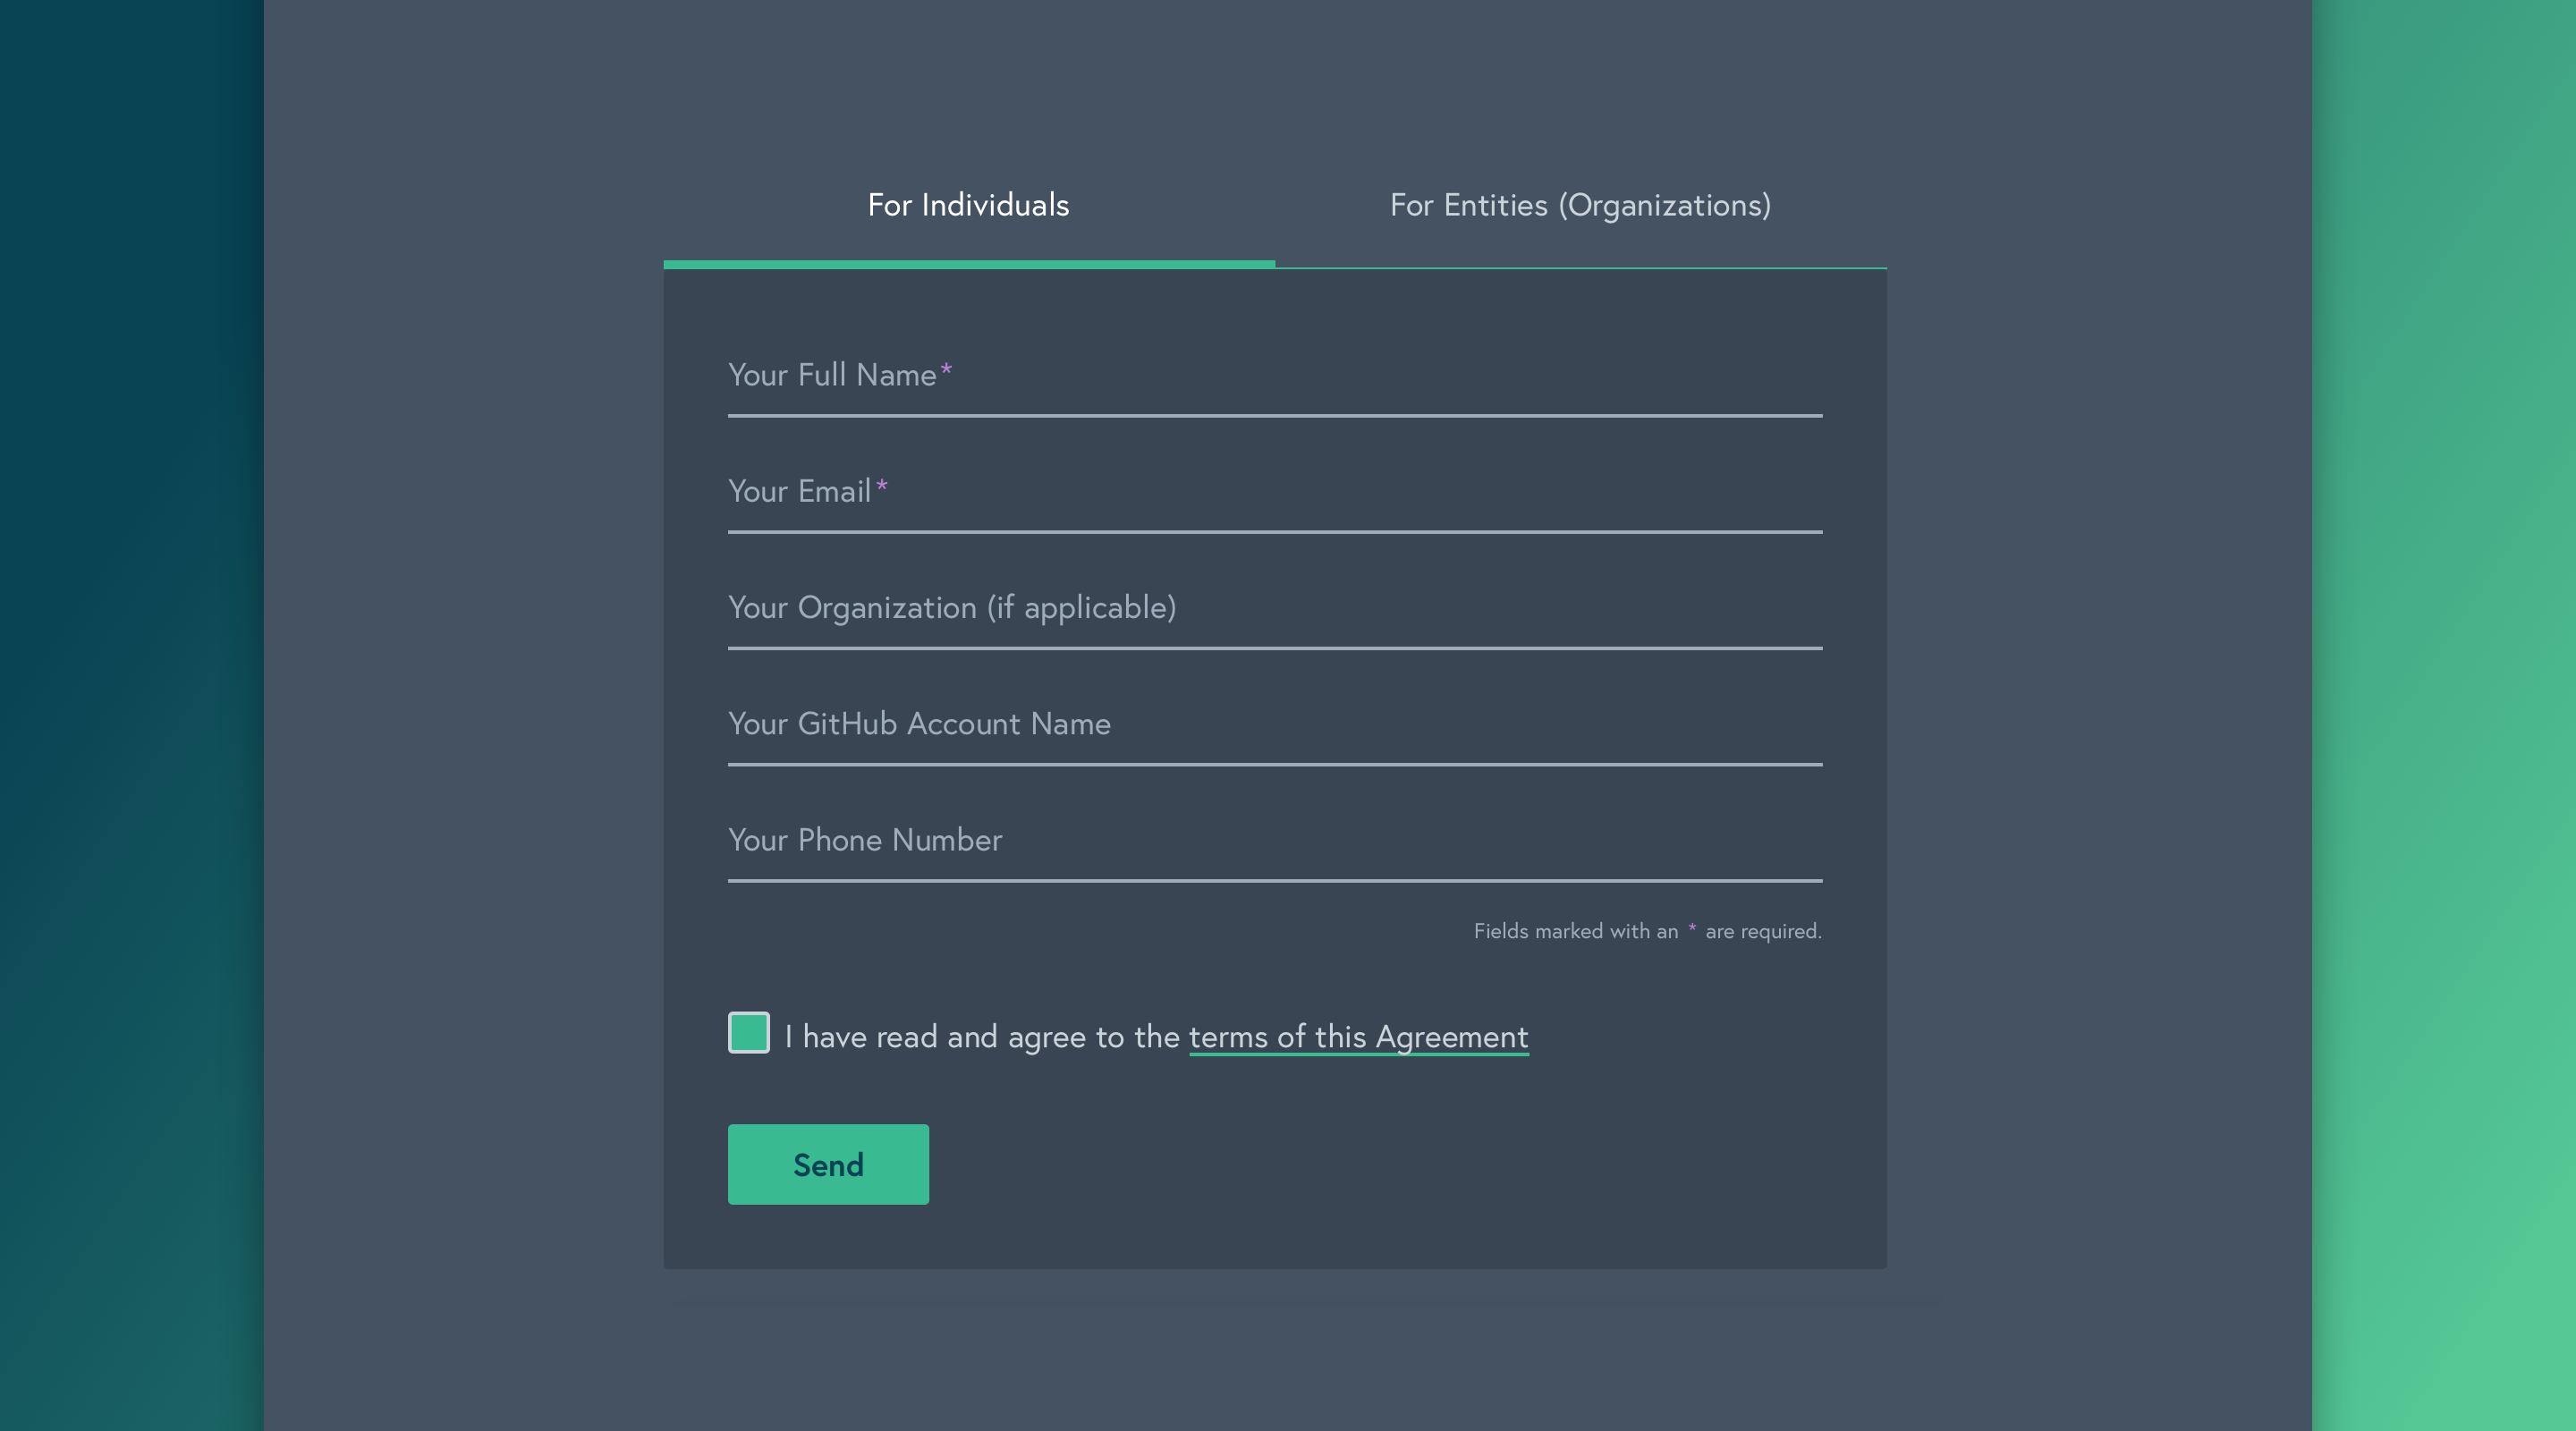 For Individuals
For Entities (Organizations)
Your Full Name*
Your Email*
Your Organization (if applicable)
Your GitHub Account Name
Your Phone Number
Fields marked with an * are required.
I have read and agree to the terms of this Agreement
Send